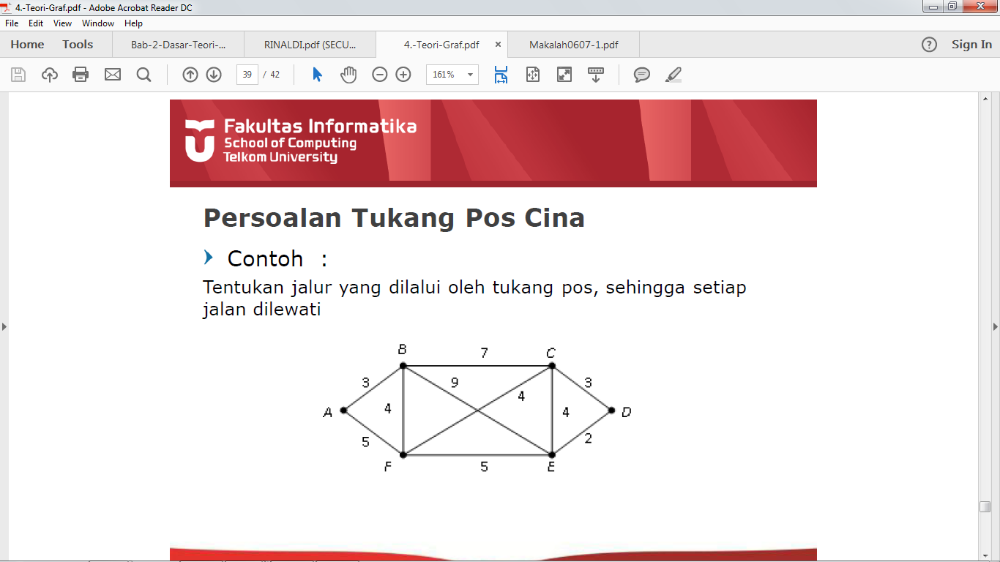 4.-Teori-Graf.pdf - Adobe Acrobat Reader DC
File Edit View Window Help
Home Tools Bab-2-Dasar-Teori-... RINALDI.pdf (SECU... 4.-Teori-Graf.pdf × Makalah0607-1.pdf ? Sign In
39 / 42 161%
Fakultas Informatika
School of Computing
Telkom University
Persoalan Tukang Pos Cina
Contoh :
Tentukan jalur yang dilalui oleh tukang pos, sehingga setiap
jalan dilewati
B 7 C
3 9 4 3
A 4 4 D
5 2
F 5 E